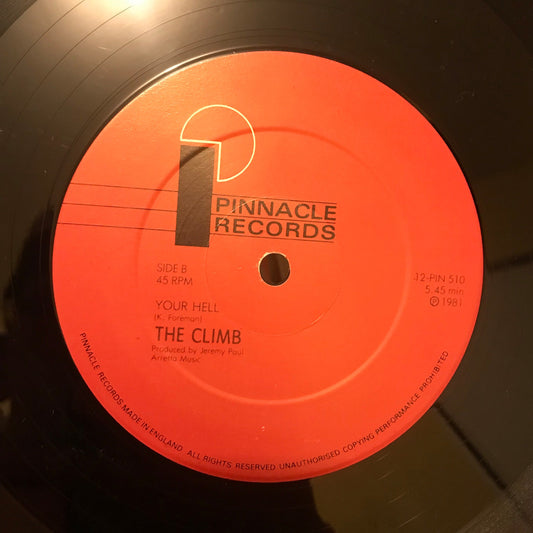 PINNACLE
RECORDS
SIDE B
45 RPM
12-PIN 510
5.45 min
℗ 1981
YOUR HELL
(K. Foreman)
THE CLIMB
Produced by Jeremy Paul
Arretta Music
PINNACLE RECORDS MADE IN ENGLAND. ALL RIGHTS RESERVED UNAUTHORISED COPYING PERFORMANCE PROHIBITED